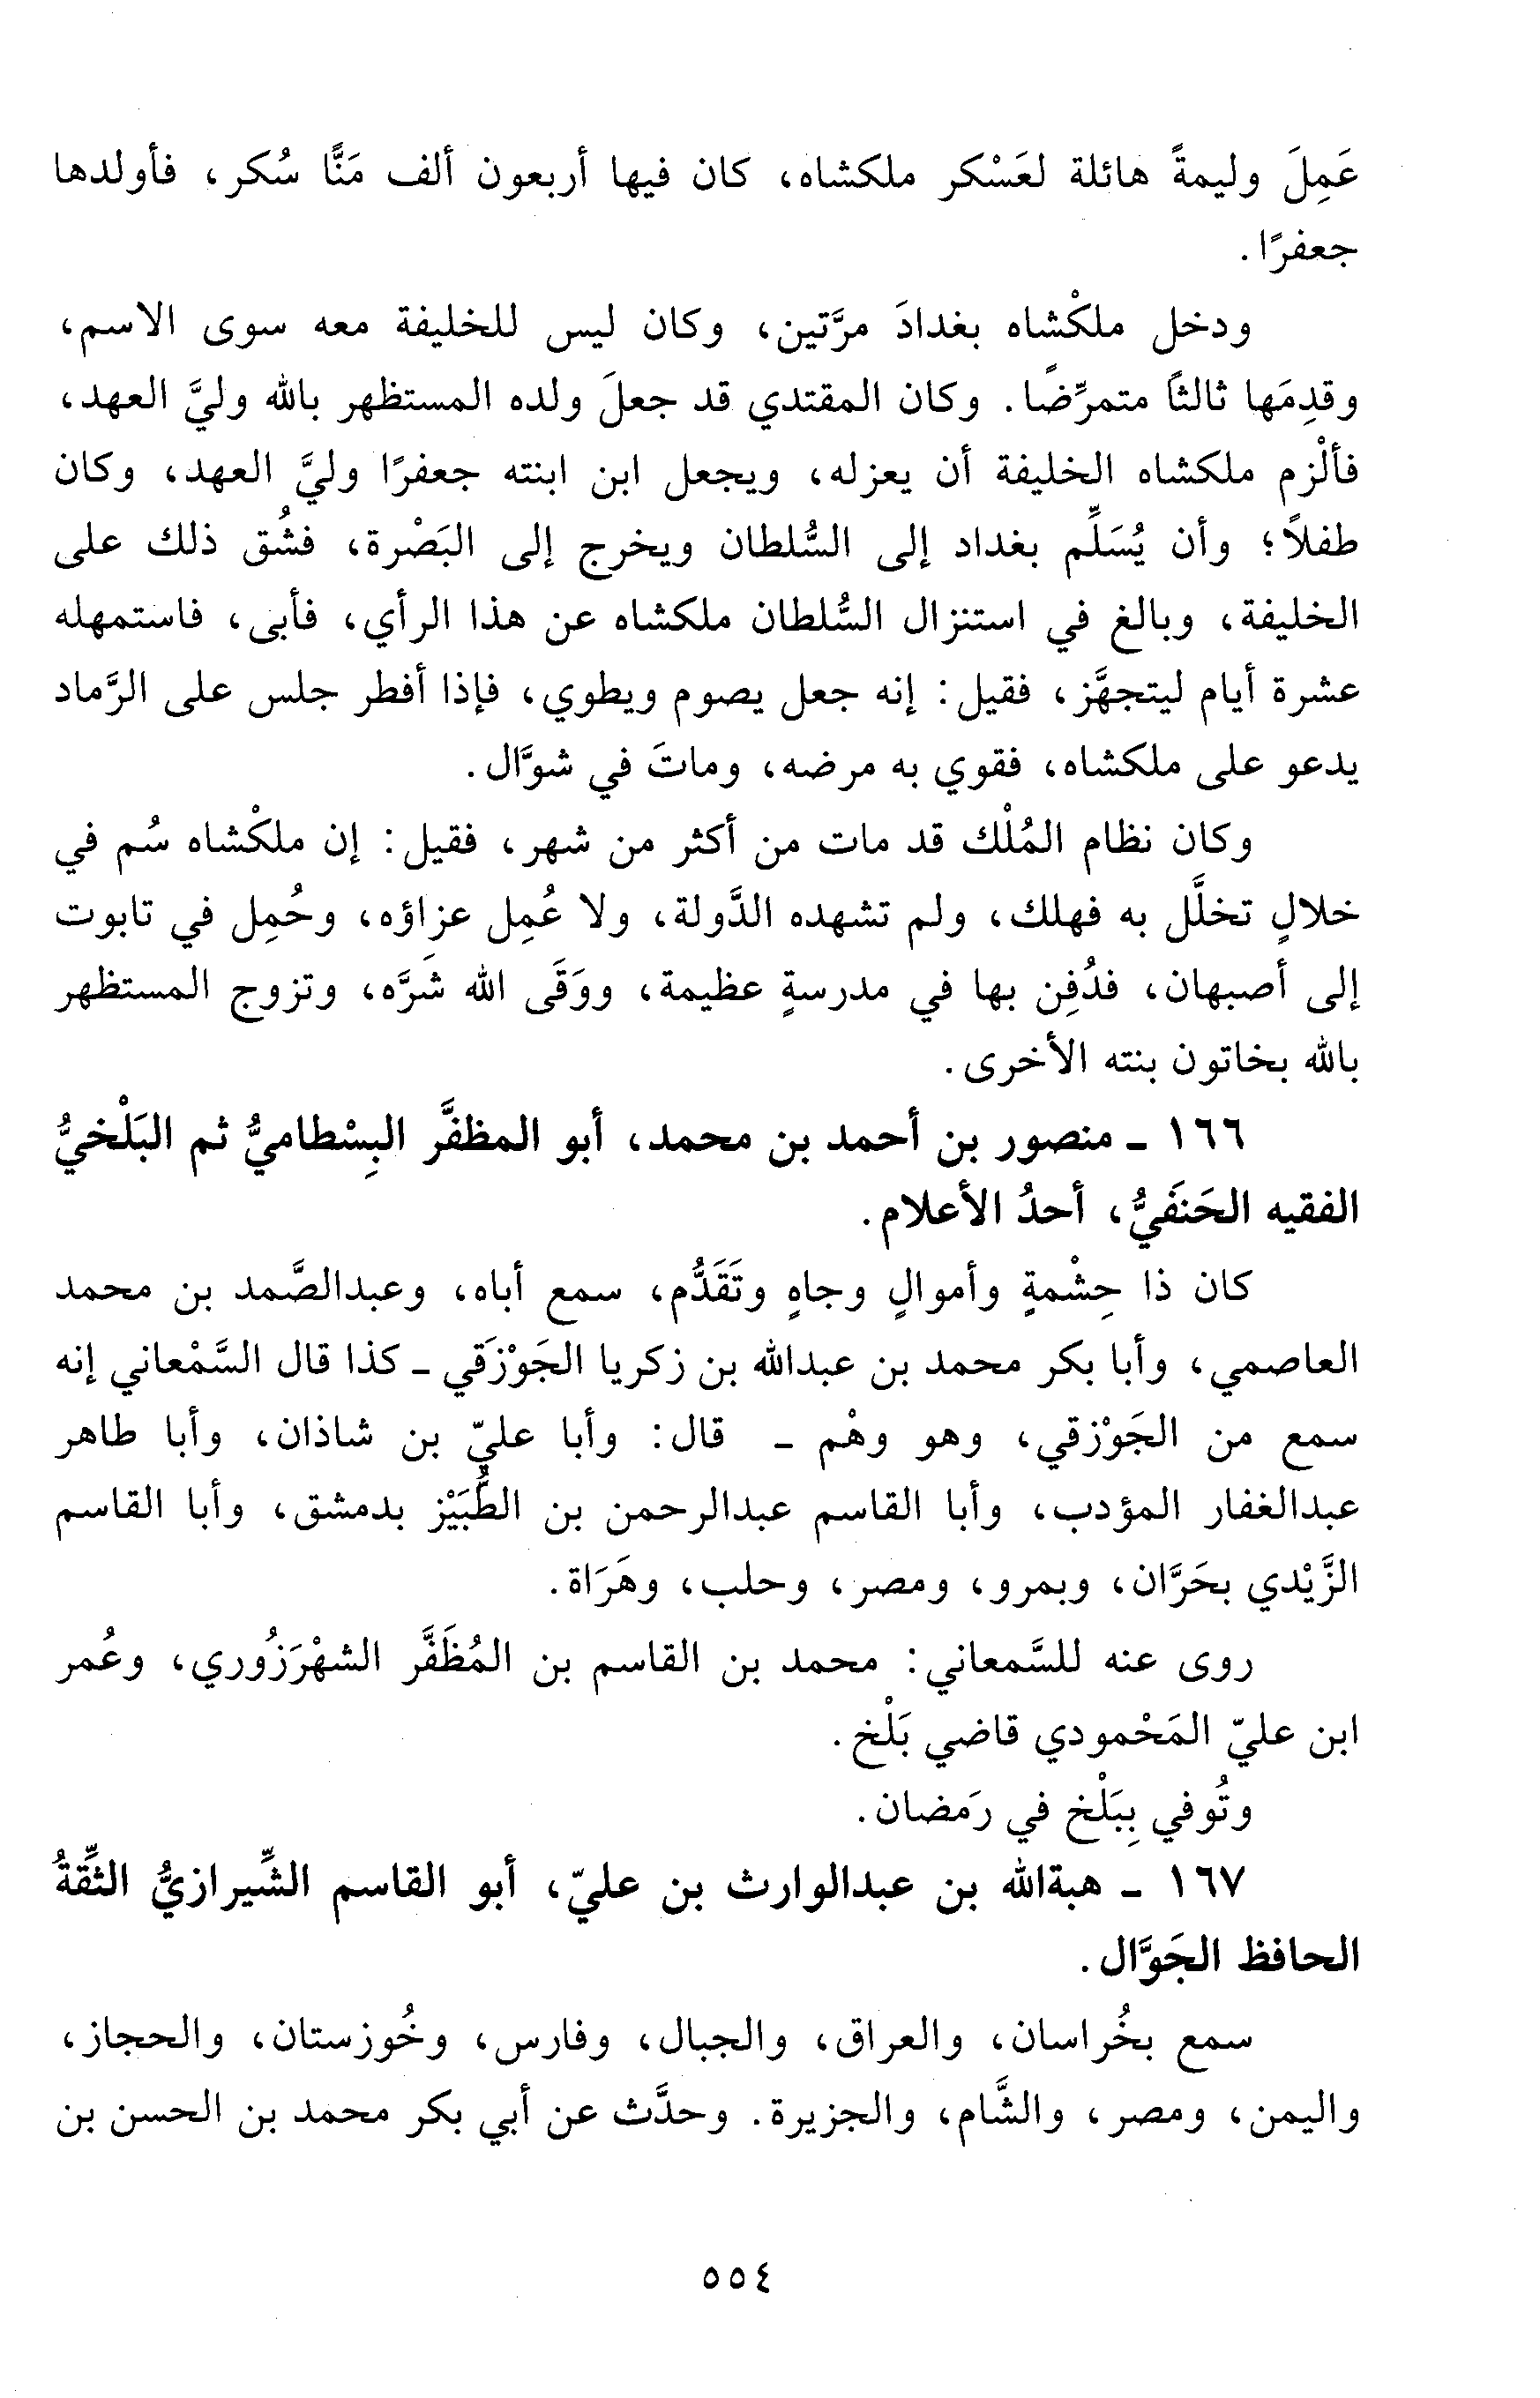 عَمِلَ وليمةً هائلة لعَسْكر ملكشاه، كان فيها أربعون ألف مَنًّا سُكر، فأولدها
جعفرًا.
ودخل ملكْشاه بغدادَ مرَّتين، وكان ليس للخليفة معه سوى الاسم،
وقدِمَها ثالثًا متمرِّضًا. وكان المقتدي قد جعلَ ولده المستظهر بالله وليَّ العهد،
فألْزم ملكشاه الخليفة أن يعزله، ويجعل ابن ابنته جعفرًا وليَّ العهد، وكان
طفلاً؛ وأن يُسَلِّم بغداد إلى السُّلطان ويخرج إلى البَصْرة، فشُق ذلك على
الخليفة، وبالغ في استنزال السُّلطان ملكشاه عن هذا الرأي، فأبى، فاستمهله
عشرة أيام ليتجهَّز، فقيل: إنه جعل يصوم ويطوي، فإذا أفطر جلس على الرَّماد
يدعو على ملكشاه، فقوي به مرضه، وماتَ في شوَّال.
وكان نظام المُلْك قد مات من أكثر من شهر، فقيل: إن ملكْشاه سُم في
خلالٍ تخلَّل به فهلك، ولم تشهده الدَّولة، ولا عُمِل عزاؤه، وحُمِل في تابوت
إلى أصبهان، فدُفِن بها في مدرسةٍ عظيمة، ووَقَى الله شَرَّه، وتزوج المستظهر
بالله بخاتون بنته الأخرى.
١٦٦ ـ منصور بن أحمد بن محمد، أبو المظفَّر البِسْطاميُّ ثم البَلْخيُّ
الفقيه الحَنَفيُّ، أحدُ الأعلام.
كان ذا حِشْمةٍ وأموالٍ وجاهٍ وتَقَدُّم، سمع أباه، وعبدالصَّمد بن محمد
العاصمي، وأبا بكر محمد بن عبدالله بن زكريا الجَوْزَقي ـ كذا قال السَّمْعاني إنه
سمع من الجَوْزقي، وهو وهْم ـ قال: وأبا عليّ بن شاذان، وأبا طاهر
عبدالغفار المؤدب، وأبا القاسم عبدالرحمن بن الطُّبَيْز بدمشق، وأبا القاسم
الزَّيْدي بحَرَّان، وبمرو، ومصر، وحلب، وهَرَاة.
روى عنه للسَّمعاني: محمد بن القاسم بن المُظَفَّر الشهْرَزُوري، وعُمر
ابن عليّ المَحْمودي قاضي بَلْخ.
وتُوفي بِبَلْخ في رَمضان.
١٦٧ ـ هبةالله بن عبدالوارث بن عليّ، أبو القاسم الشِّيرازيُّ الثِّقةُ
الحافظ الجَوَّال.
سمع بخُراسان، والعراق، والجبال، وفارس، وخُوزستان، والحجاز،
واليمن، ومصر، والشَّام، والجزيرة. وحدَّث عن أبي بكر محمد بن الحسن بن
٥٥٤